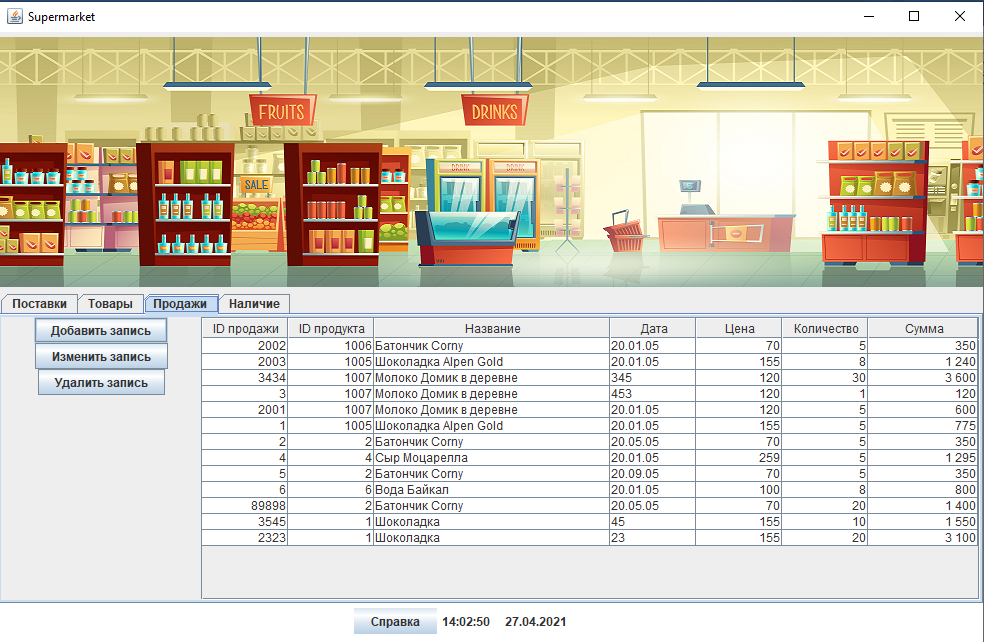 Supermarket
FRUITS DRINKS
SALE
Поставки Товары Продажи Наличие
Добавить запись
Изменить запись
Удалить запись
ID продажи ID продукта Название Дата Цена Количество Сумма
2002 1006 Батончик Corny 20.01.05 70 5 350
2003 1005 Шоколадка Alpen Gold 20.01.05 155 8 1 240
3434 1007 Молоко Домик в деревне 345 120 30 3 600
3 1007 Молоко Домик в деревне 453 120 1 120
2001 1007 Молоко Домик в деревне 20.01.05 120 5 600
1 1005 Шоколадка Alpen Gold 20.01.05 155 5 775
2 2 Батончик Corny 20.05.05 70 5 350
4 4 Сыр Моцарелла 20.01.05 259 5 1 295
5 2 Батончик Corny 20.09.05 70 5 350
6 6 Вода Байкал 20.01.05 100 8 800
89898 2 Батончик Corny 20.05.05 70 20 1 400
3545 1 Шоколадка 45 155 10 1 550
2323 1 Шоколадка 23 155 20 3 100
Справка 14:02:50 27.04.2021